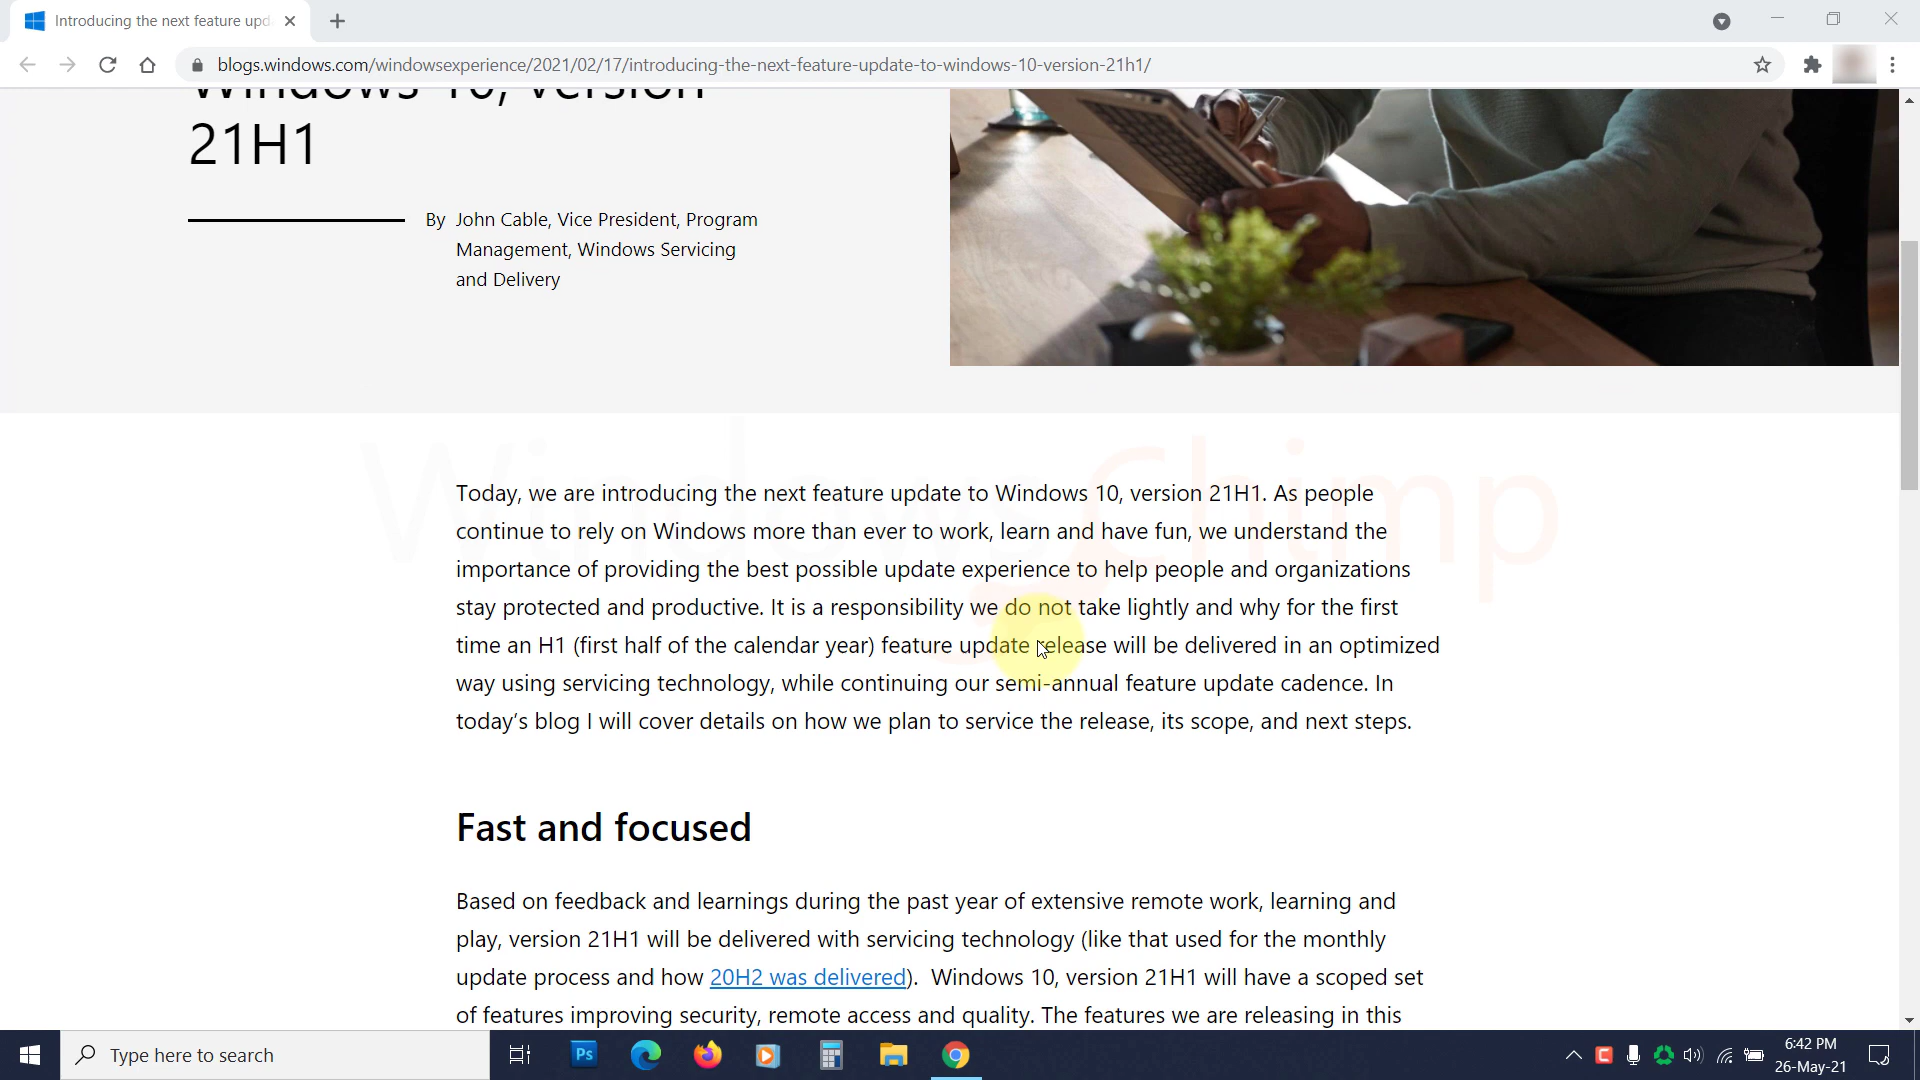 Introducing the next feature upd
blogs.windows.com/windowsexperience/2021/02/17/introducing-the-next-feature-update-to-windows-10-version-21h1/
Windows 10, version
21H1
By John Cable, Vice President, Program
Management, Windows Servicing
and Delivery
Windows Chimp
Today, we are introducing the next feature update to Windows 10, version 21H1. As people
continue to rely on Windows more than ever to work, learn and have fun, we understand the
importance of providing the best possible update experience to help people and organizations
stay protected and productive. It is a responsibility we do not take lightly and why for the first
time an H1 (first half of the calendar year) feature update release will be delivered in an optimized
way using servicing technology, while continuing our semi-annual feature update cadence. In
today's blog I will cover details on how we plan to service the release, its scope, and next steps.
Fast and focused
Based on feedback and learnings during the past year of extensive remote work, learning and
play, version 21H1 will be delivered with servicing technology (like that used for the monthly
update process and how 20H2 was delivered). Windows 10, version 21H1 will have a scoped set
of features improving security, remote access and quality. The features we are releasing in this
Type here to search
Ps
6:42 PM
26-May-21